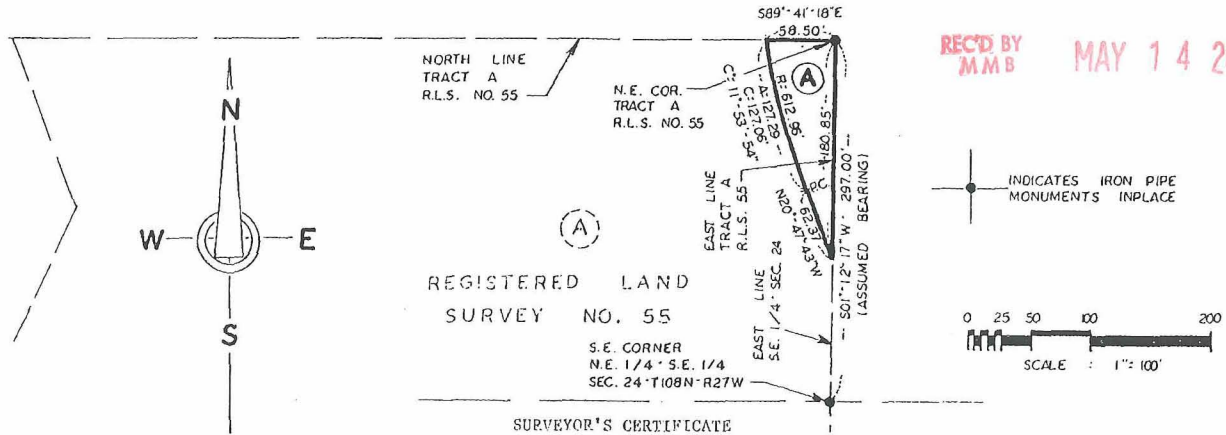 S89°-41'-18"E
58.50'
REC'D BY
MMB
MAY 1 4 2
NORTH LINE
TRACT A
R.L.S. NO. 55
N.E. COR.
TRACT A
R.L.S. NO. 55
A
C: 11°-53'-54"
C: 127.06'
A: 127.29
R: 612.95'
180.85'
N
W
E
S
INDICATES IRON PIPE
MONUMENTS INPLACE
EAST LINE
TRACT A
R.L.S. 55
P.C.
62.37
N20°-47'-43"W
-- S01°-12'-17"W - 297.00' --
(ASSUMED BEARING)
A
REGISTERED LAND
SURVEY NO. 55
EAST LINE
S.E. 1/4 - SEC. 24
0 25 50 100 200
SCALE : 1"= 100'
S.E. CORNER
N.E. 1/4 - S.E. 1/4
SEC. 24-T108N-R27W
SURVEYOR'S CERTIFICATE